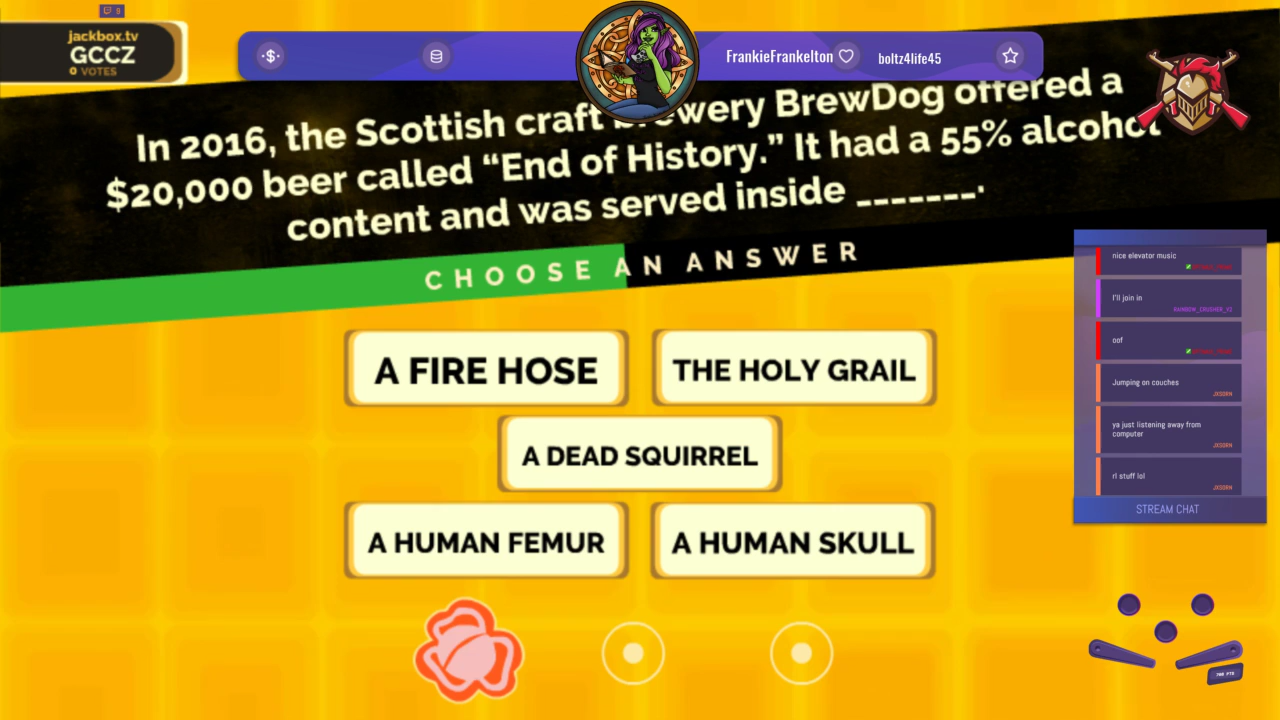 9
jackbox.tv
GCCZ
0 VOTES
FrankieFrankelton
boltz4life45
In 2016, the Scottish craft brewery BrewDog offered a
$20,000 beer called “End of History.” It had a 55% alcohol
content and was served inside _______.
CHOOSE AN ANSWER
A FIRE HOSE
THE HOLY GRAIL
A DEAD SQUIRREL
A HUMAN FEMUR
A HUMAN SKULL
nice elevator music
I'll join in
RAINBOW_CRUSHER_V2
oof
Jumping on couches
JXSORN
ya just listening away from
computer
JXSORN
rl stuff lol
JXSORN
STREAM CHAT